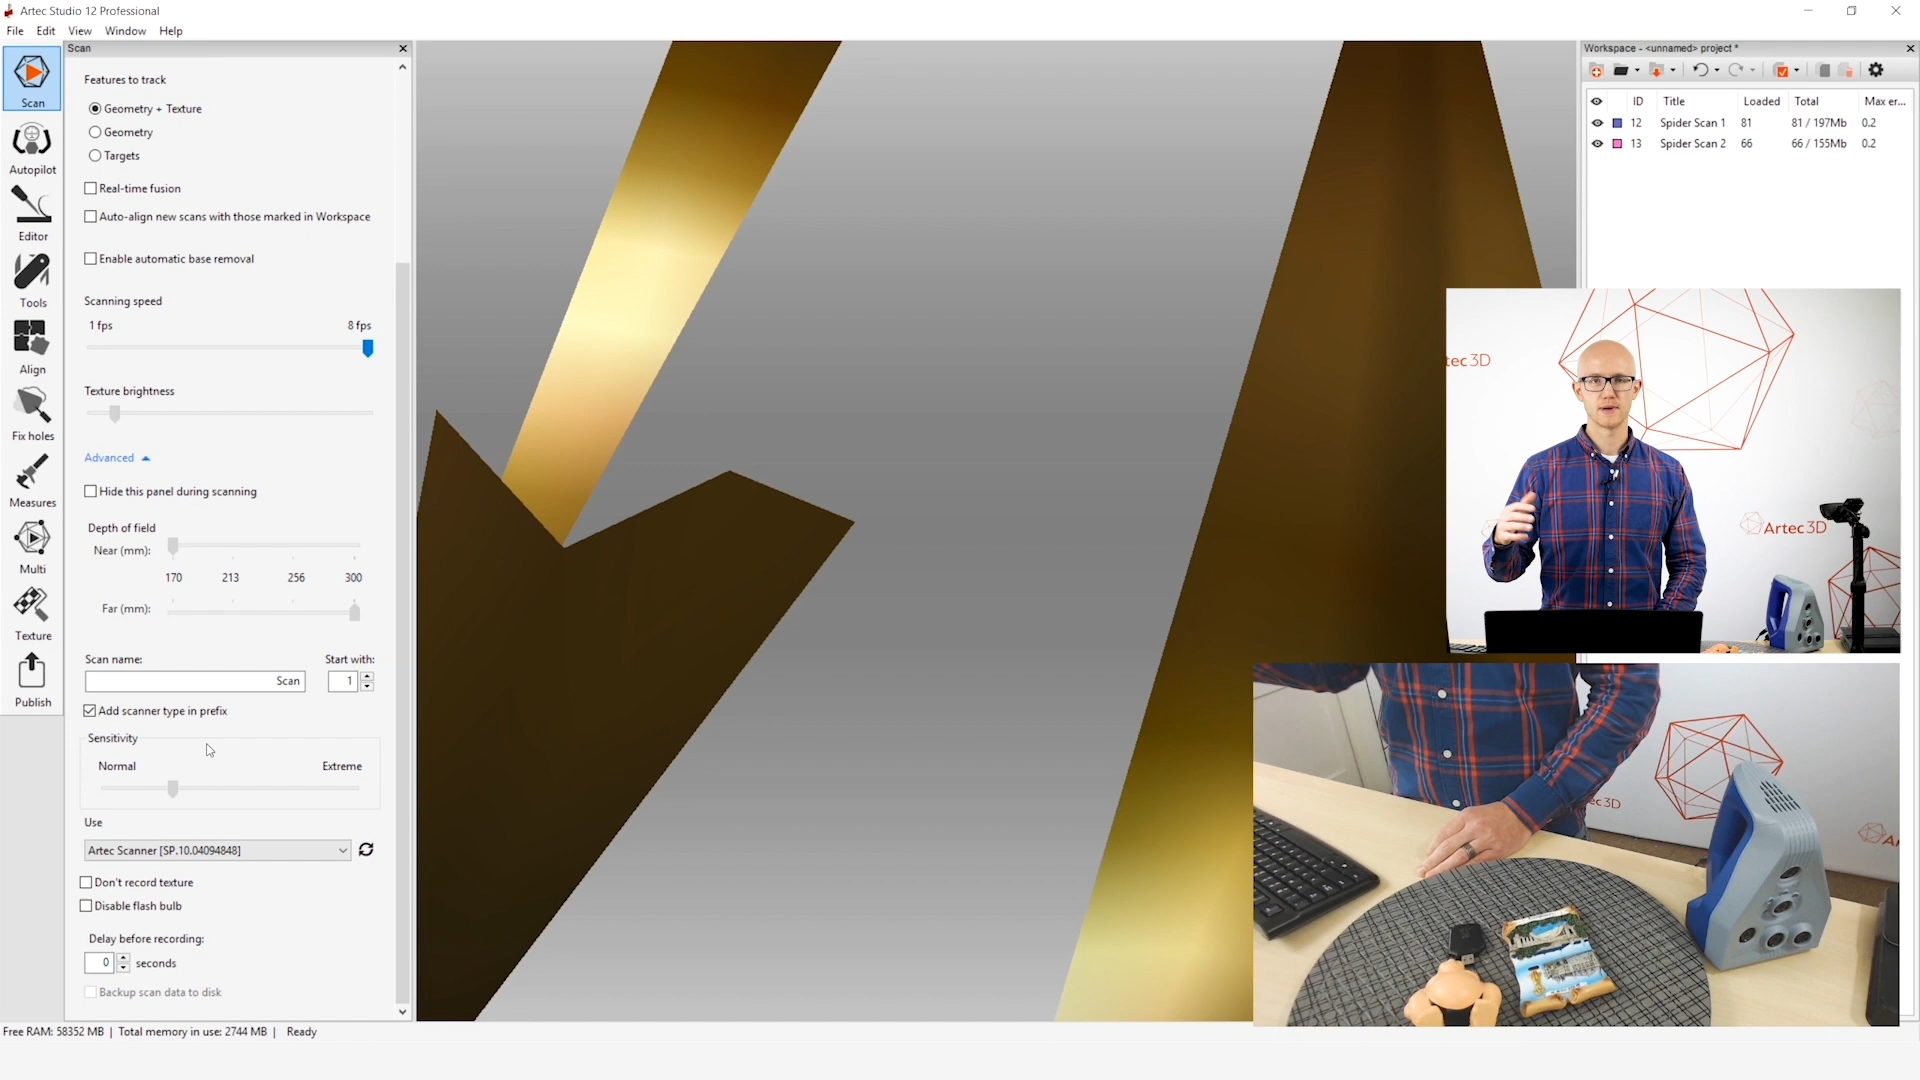 Artec Studio 12 Professional
File Edit View Window Help
Scan
Workspace - <unnamed> project *
Scan
Autopilot
Editor
Tools
Align
Fix holes
Measures
Multi
Texture
Publish
Features to track
Geometry + Texture
Geometry
Targets
Real-time fusion
Auto-align new scans with those marked in Workspace
Enable automatic base removal
Scanning speed
1 fps 8 fps
Texture brightness
Advanced
Hide this panel during scanning
Depth of field
Near (mm):
170 213 256 300
Far (mm):
Scan name: Start with:
Scan 1
Add scanner type in prefix
Sensitivity
Normal Extreme
Use
Artec Scanner [SP.10.04094848]
Don't record texture
Disable flash bulb
Delay before recording:
0 seconds
Backup scan data to disk
ID Title Loaded Total Max er...
12 Spider Scan 1 81 81 / 197Mb 0.2
13 Spider Scan 2 66 66 / 155Mb 0.2
tec 3D
Artec 3D
ec3D
Free RAM: 58352 MB | Total memory in use: 2744 MB | Ready